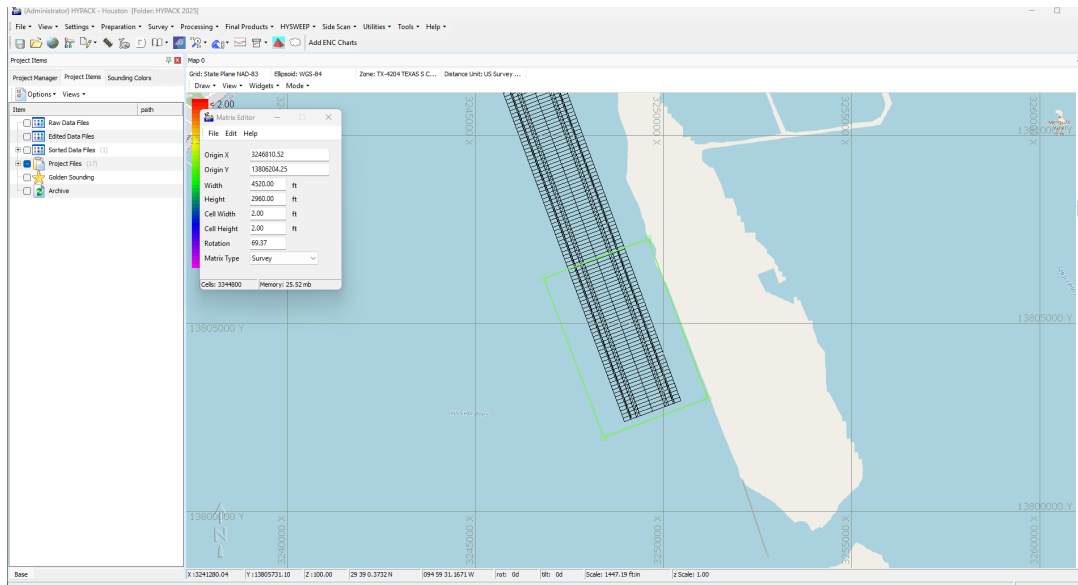 (Administrator) HYPACK - Houston [Folder: HYPACK 2025]
File View Settings Preparation Survey Processing Final Products HYSWEEP Side Scan Utilities Tools Help
Add ENC Charts
Project Items
Map 0
Project Manager Project Items Sounding Colors
Grid: State Plane NAD-83 Ellipsoid: WGS-84 Zone: TX-4204 TEXAS S C... Distance Unit: US Survey ...
Options Views
Draw View Widgets Mode
Item path
Raw Data Files
Edited Data Files
Sorted Data Files (1)
Project Files (17)
Golden Sounding
Archive
< 2.00
Matrix Editor
File Edit Help
Origin X 3246810.52
Origin Y 13806204.25
Width 4520.00 ft
Height 2960.00 ft
Cell Width 2.00 ft
Cell Height 2.00 ft
Rotation 69.37
Matrix Type Survey
Cells: 3344800 Memory: 25.52 mb
3245000 X
3250000 X
3255000 X
3260000 X
13805000 Y
13805000 Y
13800000 Y
13800000 Y
N
3240000 X
3245000 X
3250000 X
3255000 X
3260000 X
Base
X :3241280.04 Y :13805731.10 Z :100.00 29 39 0.3732 N 094 59 31.1671 W rot: 0d tilt: 0d Scale: 1447.19 ft:in z Scale: 1.00